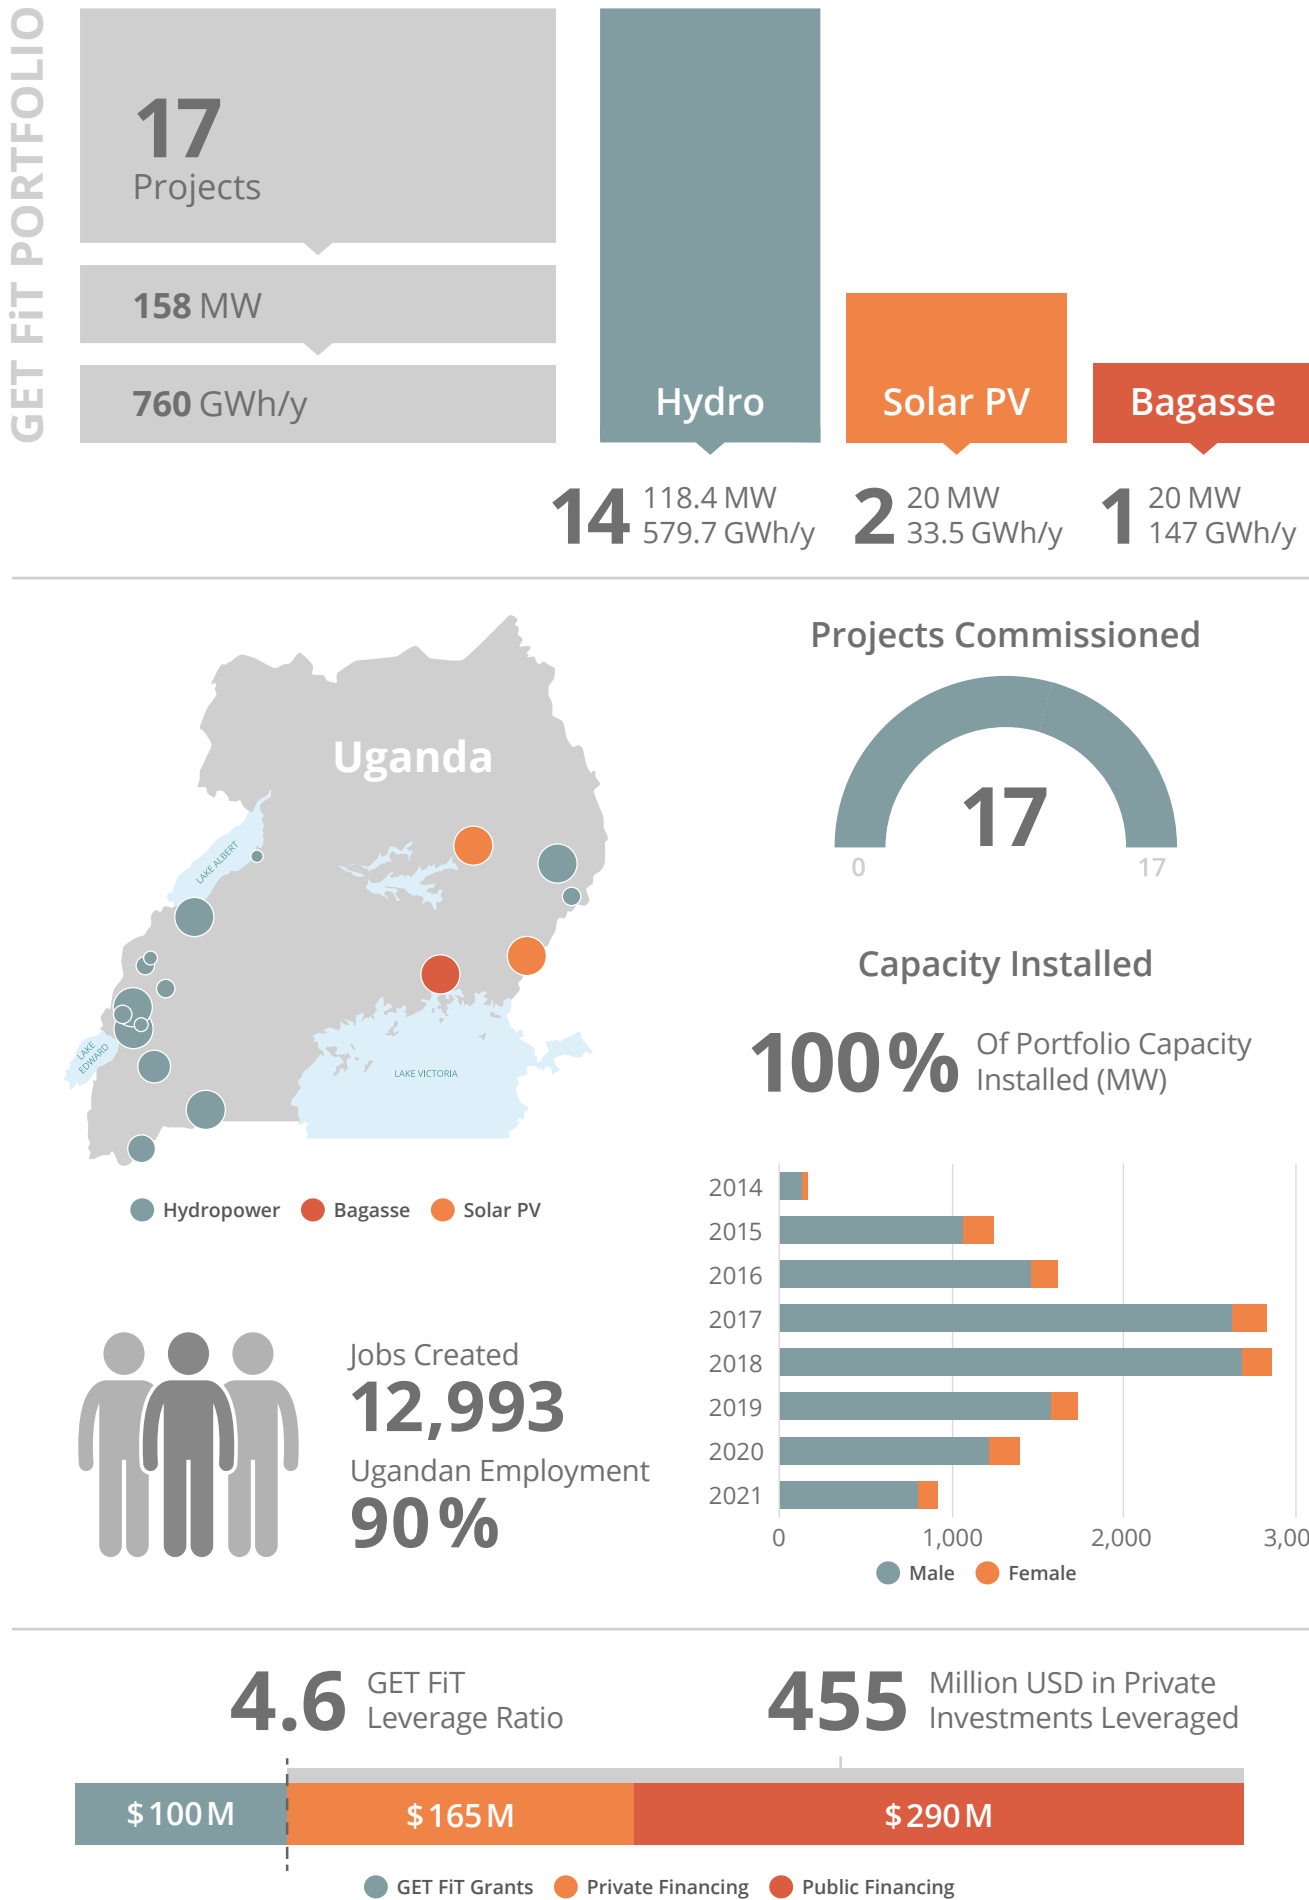 GET FiT PORTFOLIO
17
Projects
158 MW
760 GWh/y
Hydro
Solar PV
Bagasse
14
118.4 MW
579.7 GWh/y
2
20 MW
33.5 GWh/y
1
20 MW
147 GWh/y
Uganda
LAKE ALBERT
LAKE
EDWARD
LAKE VICTORIA
Hydropower
Bagasse
Solar PV
Projects Commissioned
17
0
17
Capacity Installed
100%
Of Portfolio Capacity
Installed (MW)
2014
2015
2016
2017
2018
2019
2020
2021
0
1,000
2,000
3,00
Male
Female
Jobs Created
12,993
Ugandan Employment
90%
4.6
GET FiT
Leverage Ratio
455
Million USD in Private
Investments Leveraged
$100M
$165M
$290M
GET FiT Grants
Private Financing
Public Financing